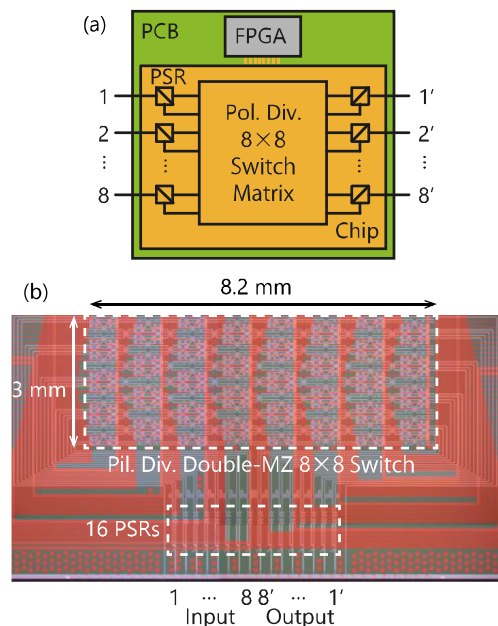 (a)
PCB
FPGA
PSR
1
2
⋮
8
Pol. Div.
8×8
Switch
Matrix
⋮
⋮
1′
2′
⋮
8′
Chip
(b)
8.2 mm
3 mm
Pil. Div. Double-MZ 8×8 Switch
16 PSRs
1 ··· 8 8′ ··· 1′
Input Output